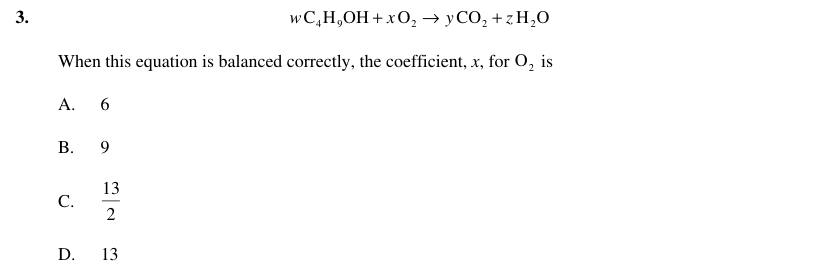 3. wC₄H₉OH + xO₂ → yCO₂ + zH₂O
When this equation is balanced correctly, the coefficient, x, for O₂ is
A. 6
B. 9
C. 13/2
D. 13